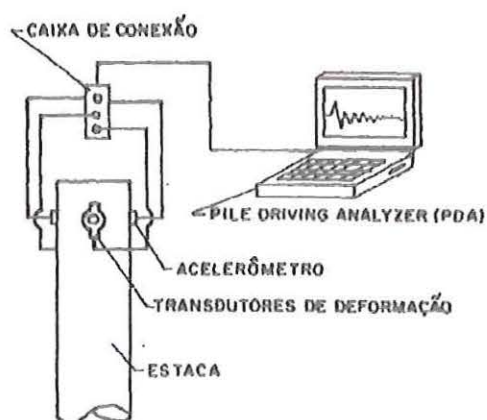 CAIXA DE CONEXÃO
PILE DRIVING ANALYZER (PDA)
ACELERÔMETRO
TRANSDUTORES DE DEFORMAÇÃO
ESTACA